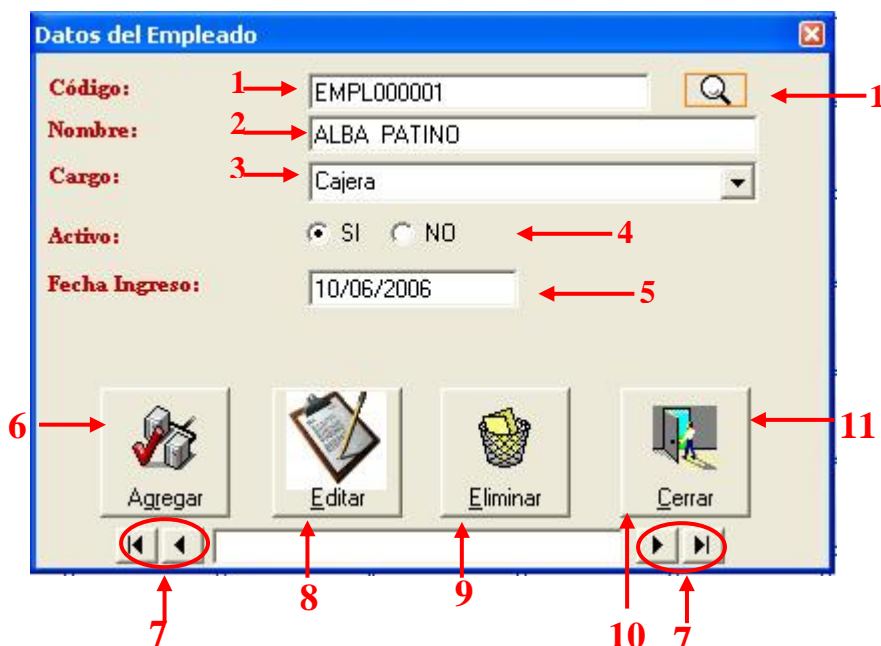 Datos del Empleado
Código: 1 EMPL000001 1
Nombre: 2 ALBA PATINO
Cargo: 3 Cajera
Activo: SI NO 4
Fecha Ingreso: 10/06/2006 5
6 11
Agregar Editar Eliminar Cerrar
7 8 9 10 7